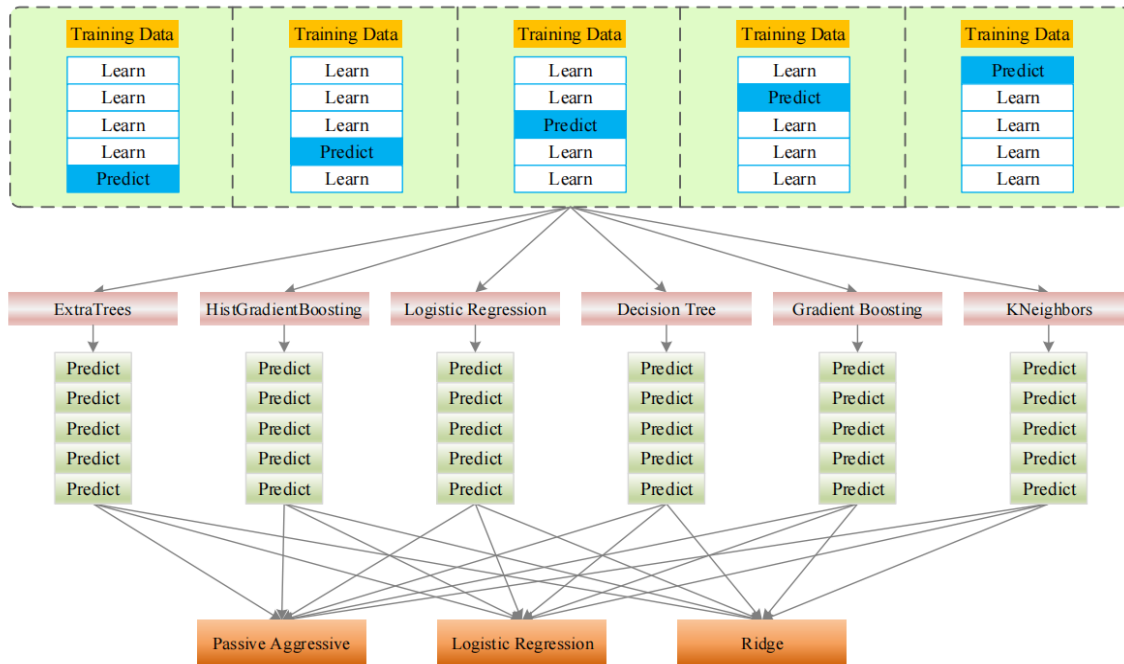 Training Data Training Data Training Data Training Data Training Data
Learn Learn Learn Learn Predict
Learn Learn Learn Predict Learn
Learn Learn Predict Learn Learn
Learn Predict Learn Learn Learn
Predict Learn Learn Learn Learn
ExtraTrees HistGradientBoosting Logistic Regression Decision Tree Gradient Boosting KNeighbors
Predict Predict Predict Predict Predict Predict
Predict Predict Predict Predict Predict Predict
Predict Predict Predict Predict Predict Predict
Predict Predict Predict Predict Predict Predict
Predict Predict Predict Predict Predict Predict
Passive Aggressive Logistic Regression Ridge